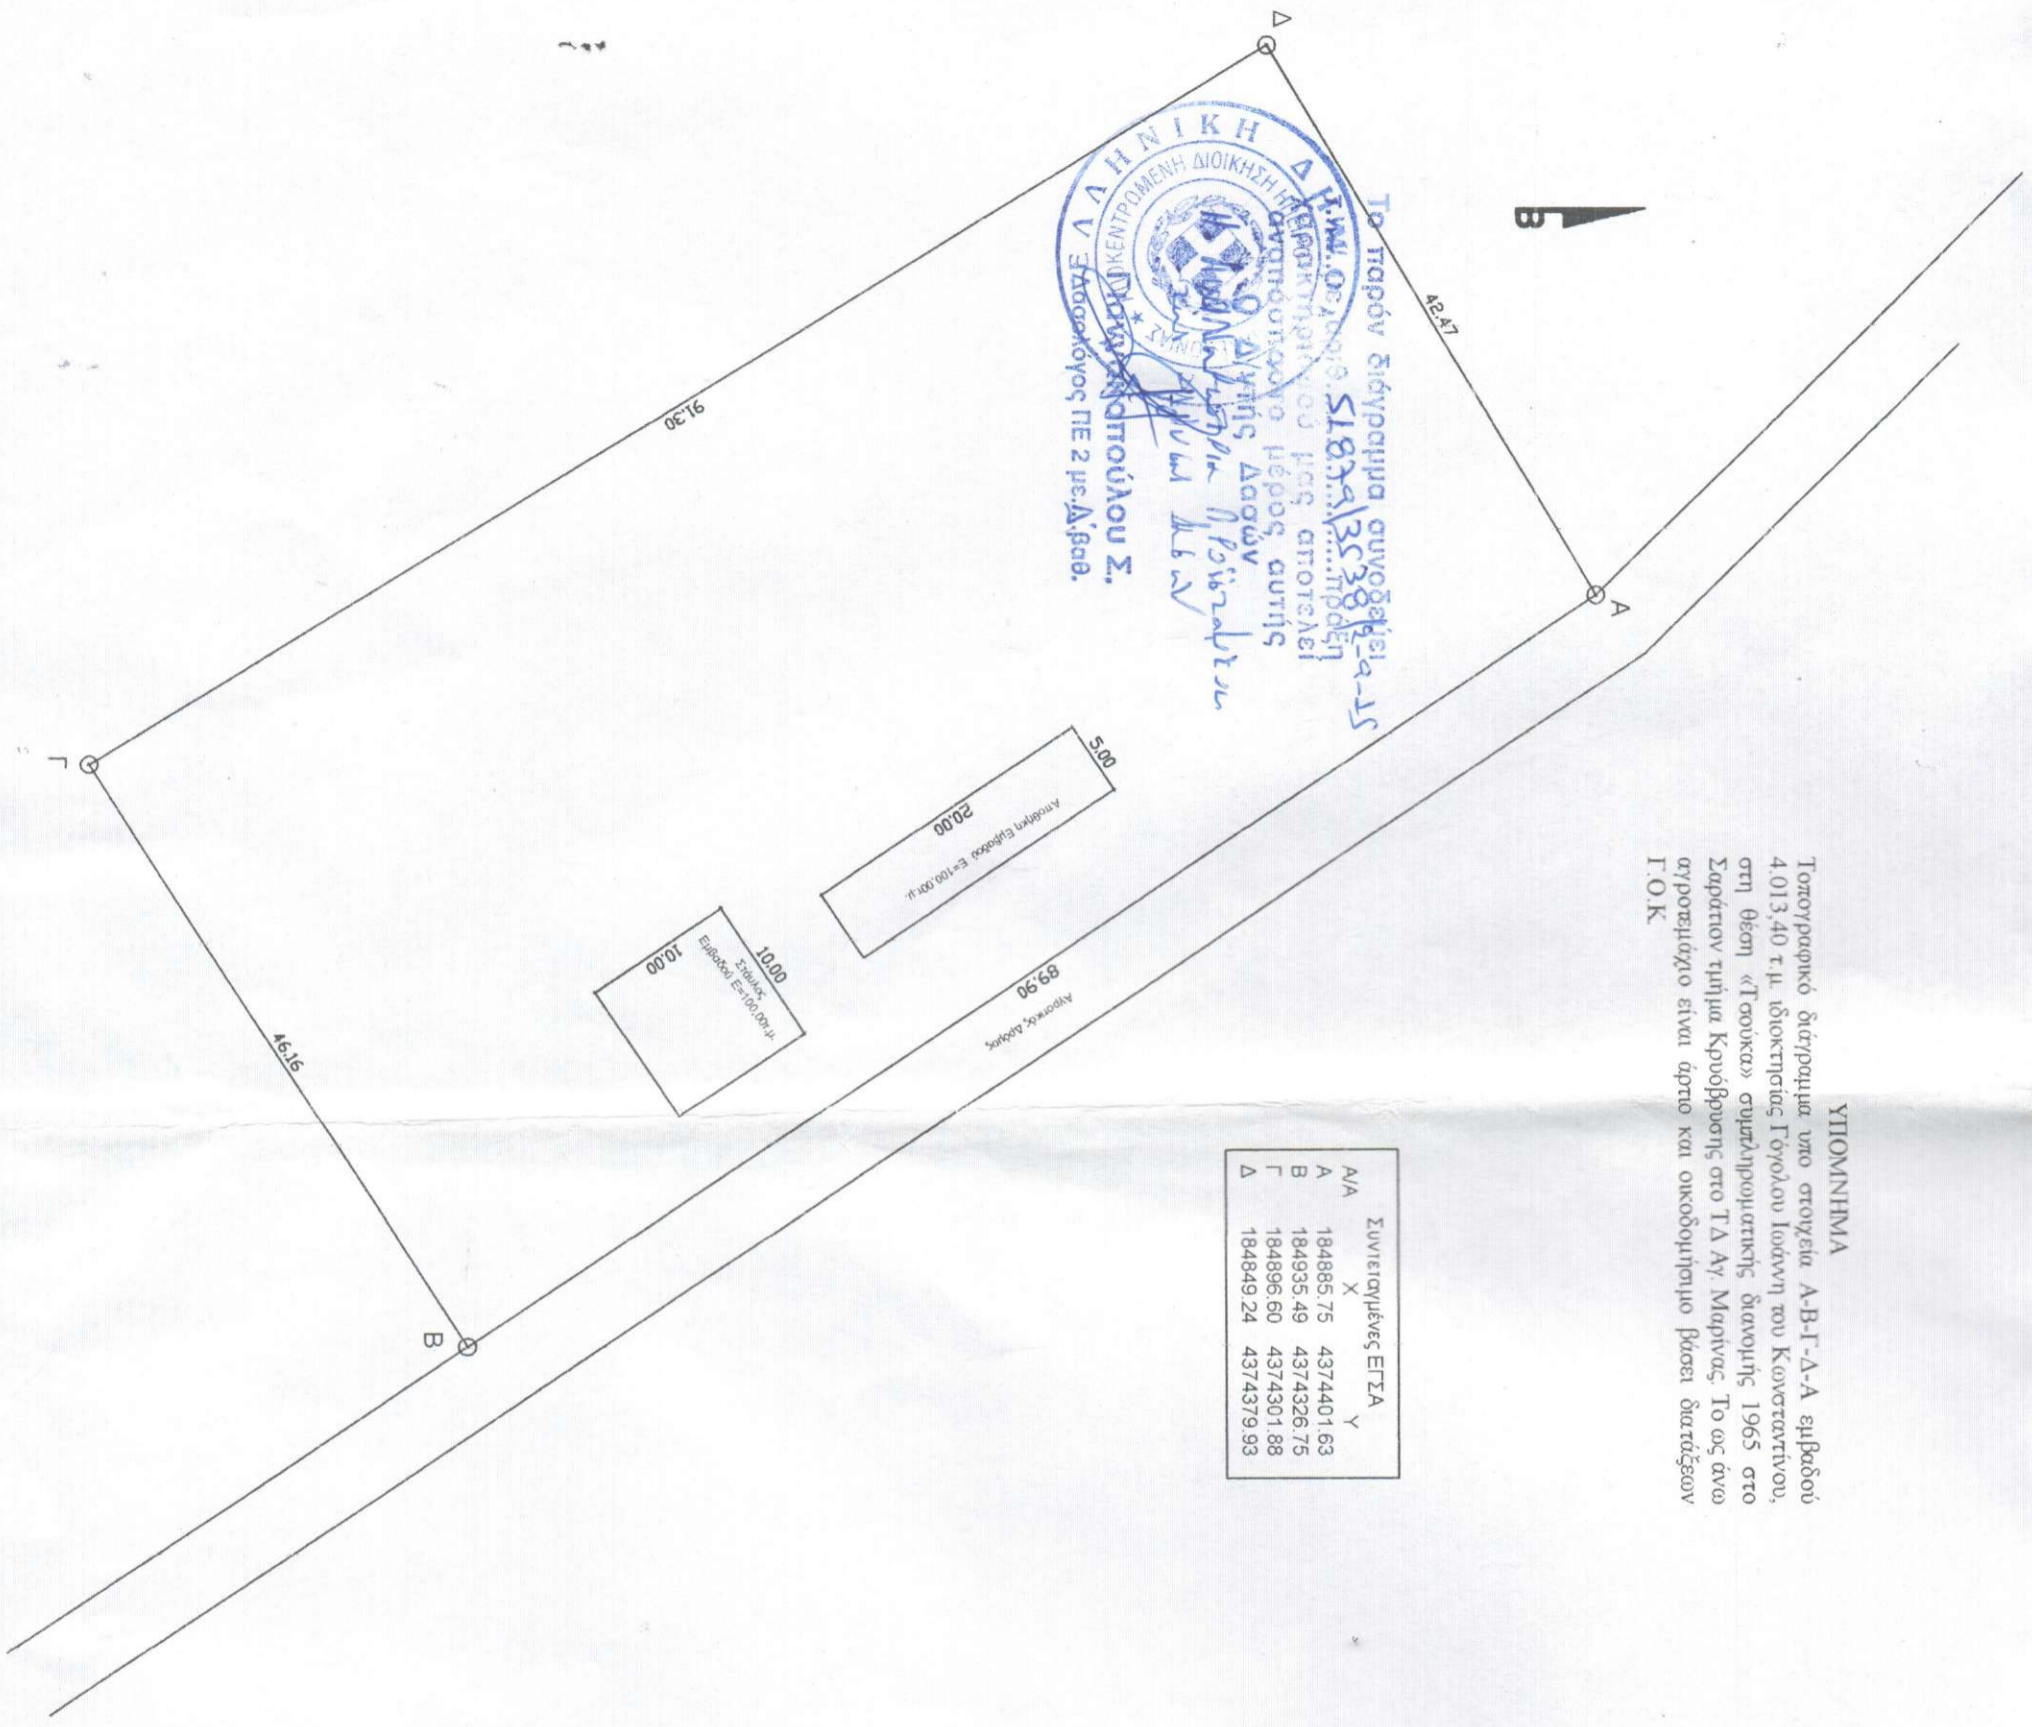 ΥΠΟΜΝΗΜΑ
Τοπογραφικό διάγραμμα υπο στοιχεία Α-Β-Γ-Δ-Α εμβαδού
4.013,40 τ.μ. ιδιοκτησίας Γόγολου Ιωάννη του Κωνσταντίνου,
στη θέση «Τσούκα» συμπληρωματικής διανομής 1965 στο
Σαράτιον τμήμα Κρυόβρυσης στο ΤΔ Αγ. Μαρίνας. Το ως άνω
αγροτεμάχιο είναι άρτιο και οικοδομήσιμο βάσει διατάξεων
Γ.Ο.Κ.
Συντεταγμένες ΕΓΣΑ
Α/Α Χ Υ
Α 184885.75 4374401.63
Β 184935.49 4374326.75
Γ 184896.60 4374301.88
Δ 184849.24 4374379.93
Β
Δ
42.47
Α
91.30
89.90
Αγροτικός Δρόμος
5.00
20.00
Αποθήκη Εμβαδού Ε=100,00τ.μ.
10.00
10.00
Στάυλος
Εμβαδού Ε=100,00τ.μ.
Γ
46.16
Β
Το παρόν διάγραμμα συνοδεύει
πράξη
χαρακτηρισμού μας αποτελεί
αναπόσπαστο μέρος αυτής
Ο Δ/ντής Δασών
Σ.
Δασολόγος ΠΕ 2 με Δ΄βαθ.
ΕΛΛΗΝΙΚΗ
ΑΠΟΚΕΝΤΡΩΜΕΝΗ ΔΙΟΙΚΗΣΗ